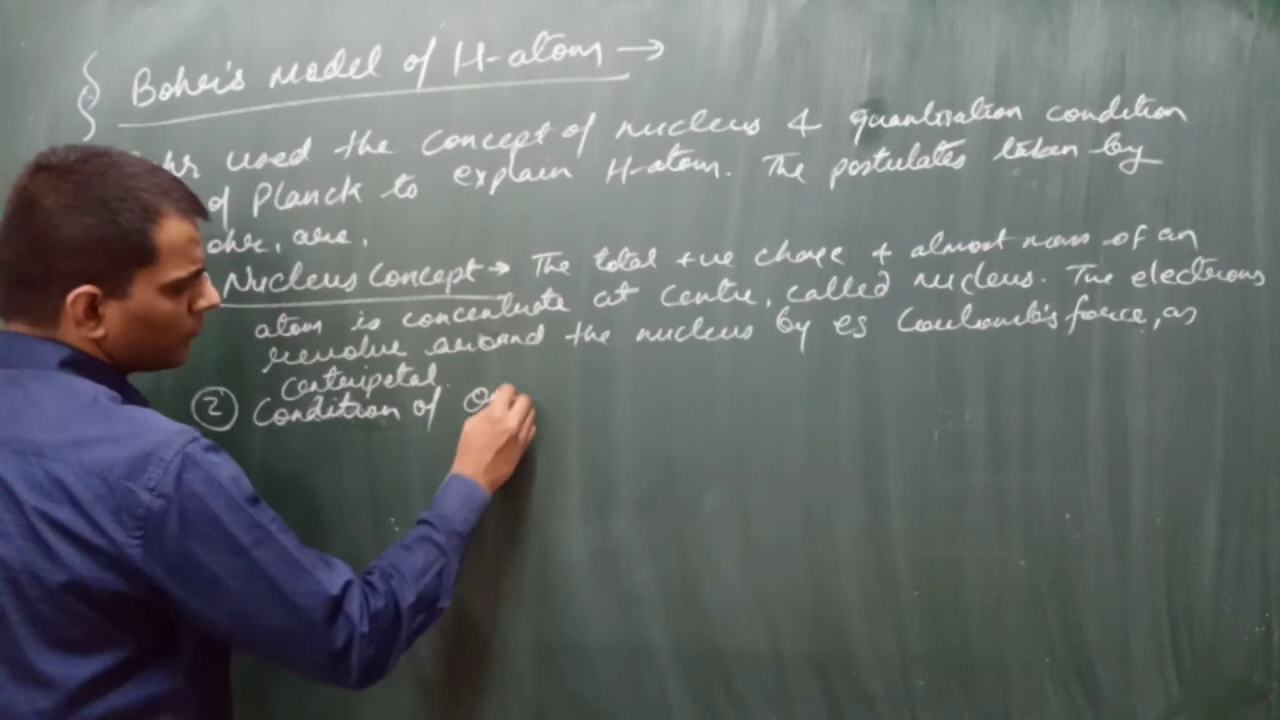 Bohr's model of H-atom →
used the concept of nucleus & quantisation condition
of Planck to explain H-atom. The postulates taken by
are,
Nucleus Concept → The total +ve charge + almost mass of an
atom is concentrate at centre, called nucleus. The electrons
revolve around the nucleus by es Coulomb's force, as
centripetal.
② Condition of